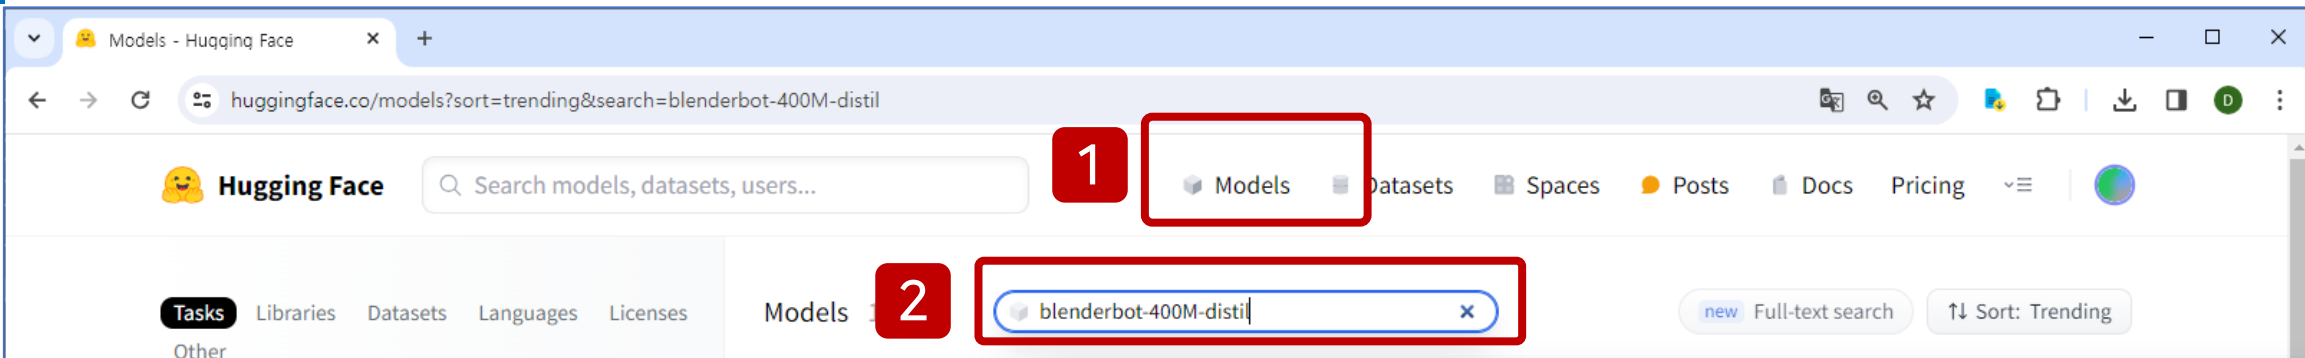 Models - Hugging Face
huggingface.co/models?sort=trending&search=blenderbot-400M-distil
D
1
Hugging Face
Search models, datasets, users...
Models
Datasets
Spaces
Posts
Docs
Pricing
2
Tasks
Libraries
Datasets
Languages
Licenses
Other
Models
blenderbot-400M-distil
new Full-text search
Sort: Trending